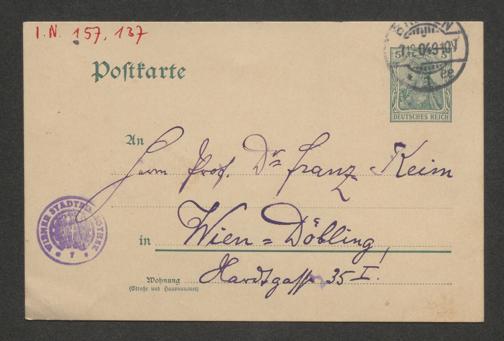 I.N. 157.137
Postkarte
DEUTSCHES REICH
An
Herrn Prof. Dr Franz Keim
in Wien=Döbling,
Wohnung
(Straße und Hausnummer)
Hardtgasse 35 I.